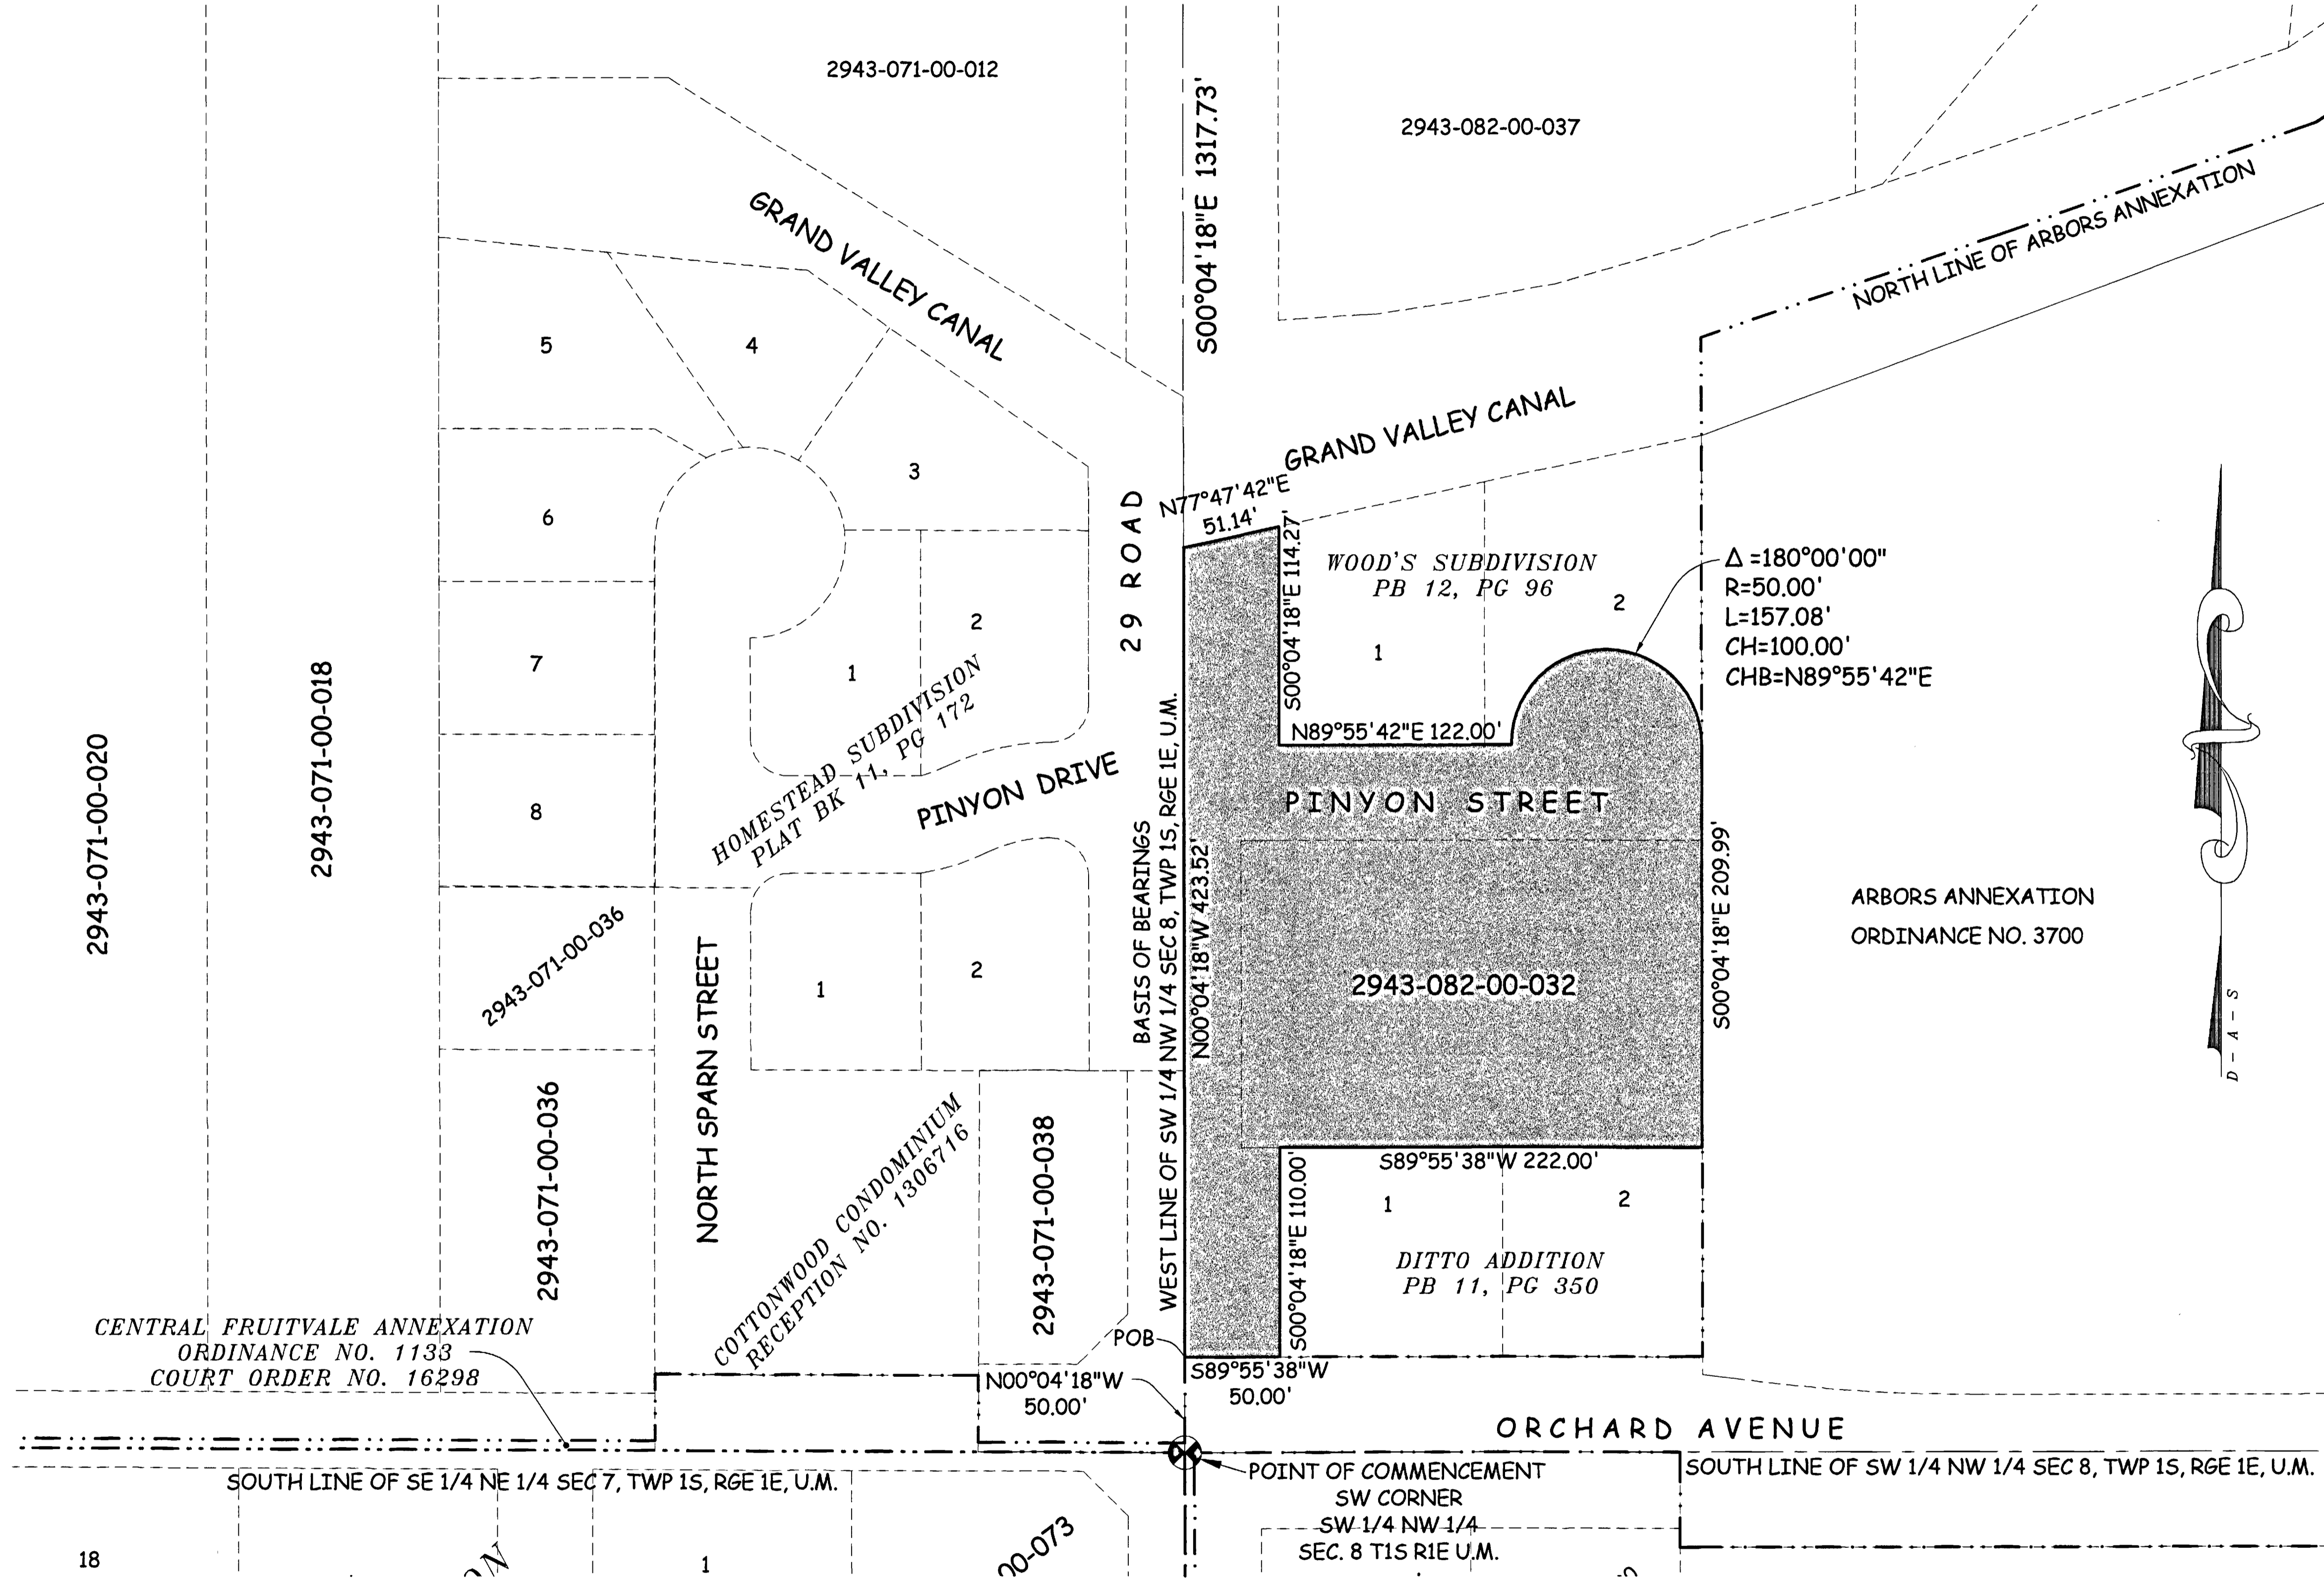 2943-071-00-012
2943-082-00-037
S00°04'18"E 1317.73'
GRAND VALLEY CANAL
NORTH LINE OF ARBORS ANNEXATION
5
4
3
6
7
8
1
2
29 ROAD
GRAND VALLEY CANAL
N77°47'42"E
51.14'
S00°04'18"E 114.27'
WOOD'S SUBDIVISION
PB 12, PG 96
1
2
Δ =180°00'00"
R=50.00'
L=157.08'
CH=100.00'
CHB=N89°55'42"E
N89°55'42"E 122.00'
2943-071-00-020
2943-071-00-018
HOMESTEAD SUBDIVISION
PLAT BK 11, PG 172
PINYON DRIVE
PINYON STREET
BASIS OF BEARINGS
WEST LINE OF SW 1/4 NW 1/4 SEC 8, TWP 1S, RGE 1E, U.M.
N00°04'18"W 423.52'
2943-082-00-032
S00°04'18"E 209.99'
ARBORS ANNEXATION
ORDINANCE NO. 3700
D-A-S
2943-071-00-036
NORTH SPARN STREET
1
2
2943-071-00-036
COTTONWOOD CONDOMINIUM
RECEPTION NO. 1306716
2943-071-00-038
S89°55'38"W 222.00'
S00°04'18"E 110.00'
1
2
DITTO ADDITION
PB 11, PG 350
CENTRAL FRUITVALE ANNEXATION
ORDINANCE NO. 1133
COURT ORDER NO. 16298
POB
S89°55'38"W
50.00'
N00°04'18"W
50.00'
ORCHARD AVENUE
SOUTH LINE OF SE 1/4 NE 1/4 SEC 7, TWP 1S, RGE 1E, U.M.
POINT OF COMMENCEMENT
SW CORNER
SW 1/4 NW 1/4
SEC. 8 T1S R1E U.M.
SOUTH LINE OF SW 1/4 NW 1/4 SEC 8, TWP 1S, RGE 1E, U.M.
18
1
00-073